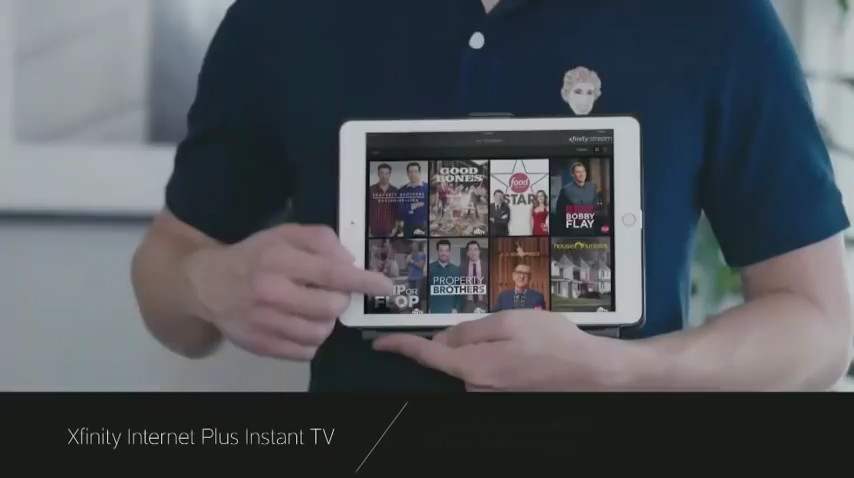 xfinity stream
GOOD
BONES
food
STAR
BOBBY
FLAY
FLIP OR
FLOP
PROPERTY
BROTHERS
house hunters
Xfinity Internet Plus Instant TV